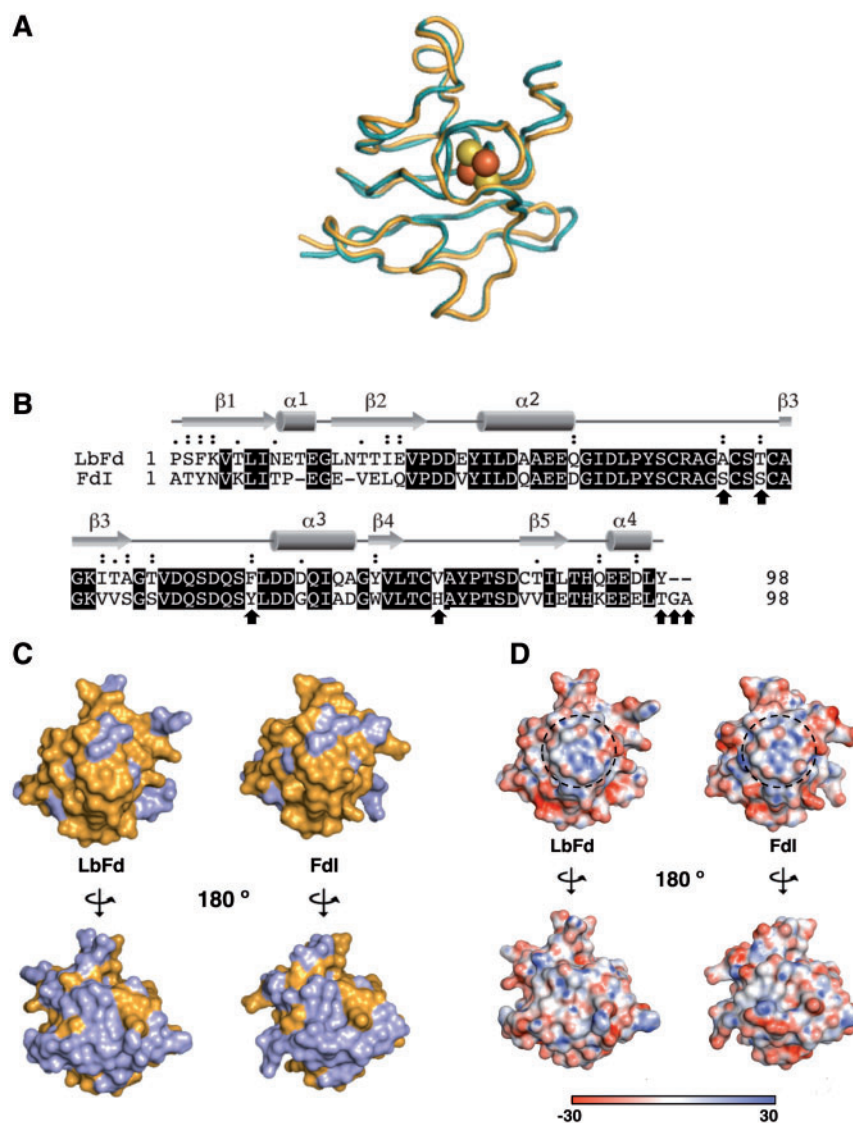 A
B
β1 α1 β2 α2 β3
LbFd 1 PSFKVTLINETEGLNTTIEVPDDEYILDAAEEQGIDLPYSCRAGACSTCA
FdI 1 ATYNVKLITP-EGE-VELQVPDDVYILDQAEEDGIDLPYSCRAGSCSSCA
β3 α3 β4 β5 α4
GKITAGTVDQSDQSFLDDDQIQAGYVLTCVAYPTSDCTILTHQEEDLY-- 98
GKVVSGSVDQSDQSYLDDGQIADGWVLTCHAYPTSDVVIETHKEEELTGA 98
C
LbFd FdI
180 º
D
LbFd FdI
180 º
-30 30